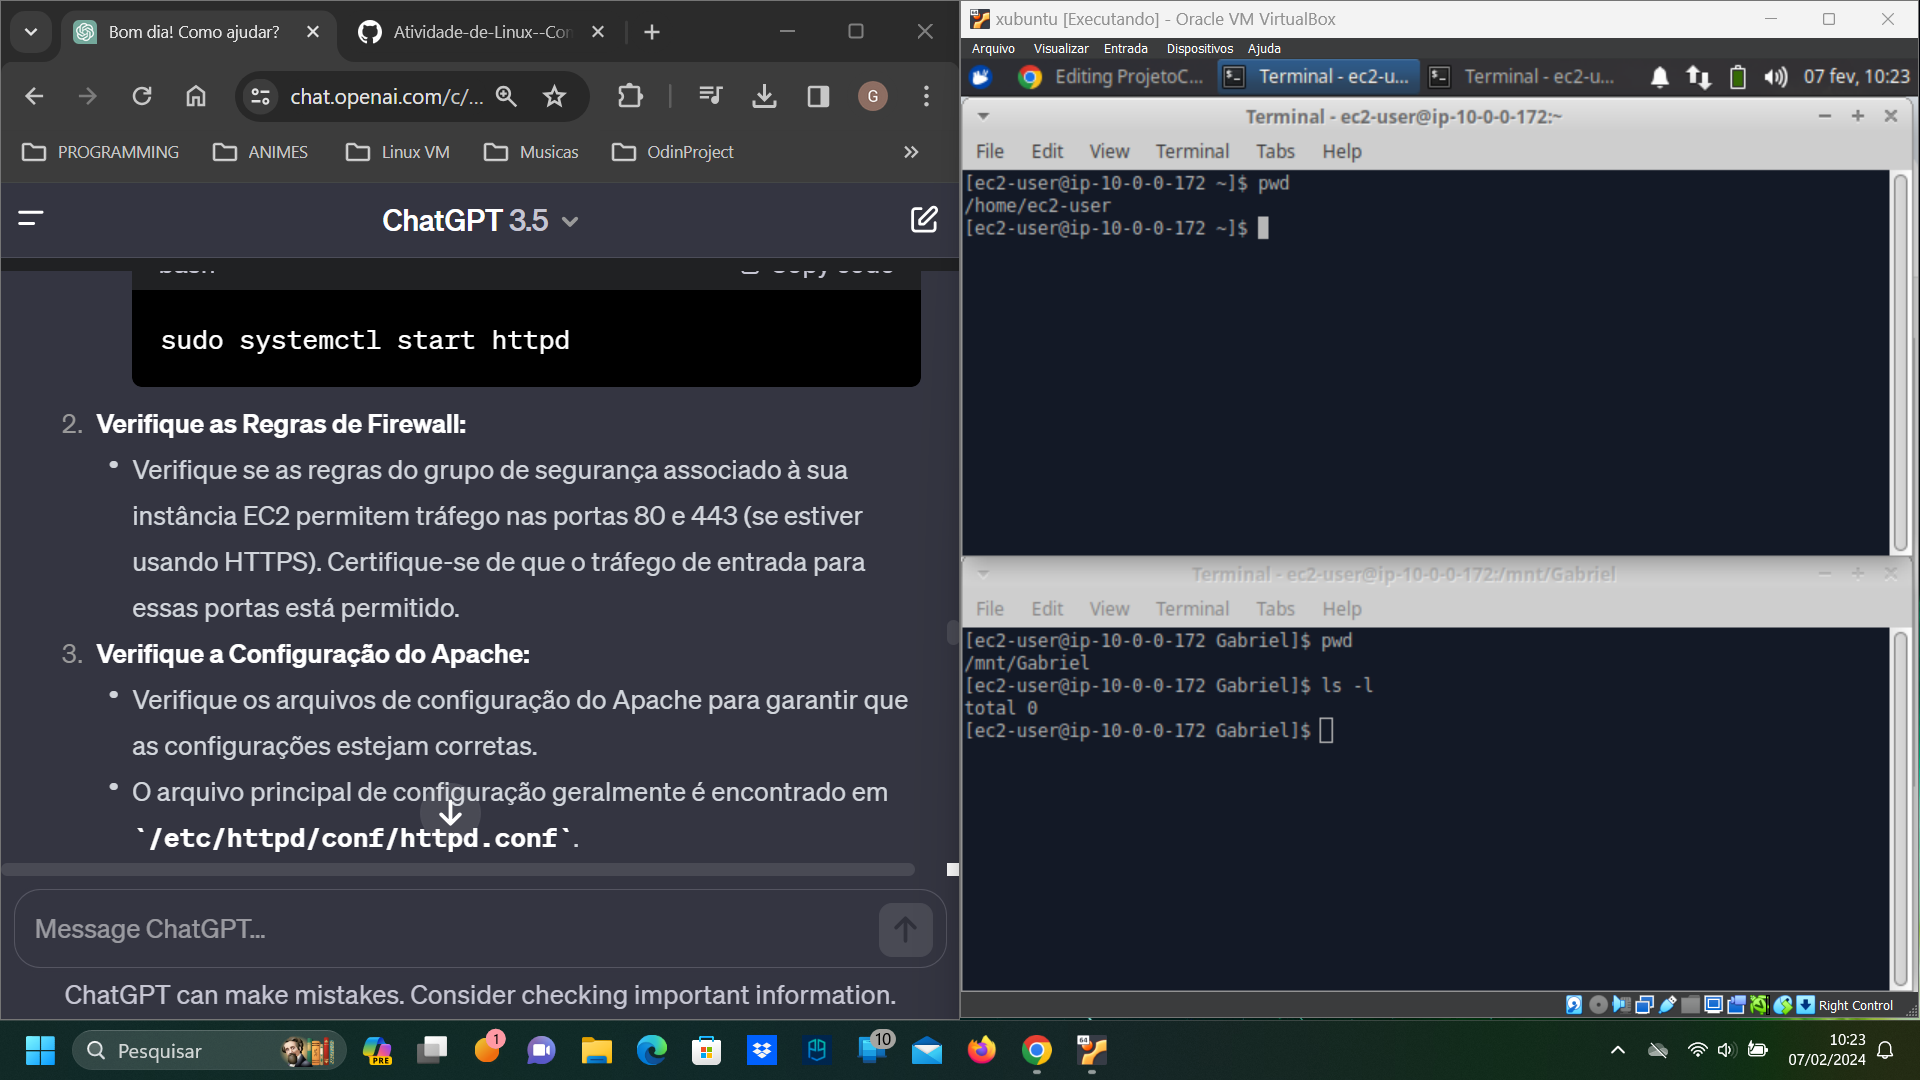 Bom dia! Como ajudar?
Atividade-de-Linux--Con
chat.openai.com/c/...
G
PROGRAMMING
ANIMES
Linux VM
Musicas
OdinProject
»
ChatGPT 3.5
bash
Copy code
sudo systemctl start httpd
2. Verifique as Regras de Firewall:
• Verifique se as regras do grupo de segurança associado à sua
instância EC2 permitem tráfego nas portas 80 e 443 (se estiver
usando HTTPS). Certifique-se de que o tráfego de entrada para
essas portas está permitido.
3. Verifique a Configuração do Apache:
• Verifique os arquivos de configuração do Apache para garantir que
as configurações estejam corretas.
• O arquivo principal de configuração geralmente é encontrado em
`/etc/httpd/conf/httpd.conf`.
Message ChatGPT...
ChatGPT can make mistakes. Consider checking important information.
xubuntu [Executando] - Oracle VM VirtualBox
Arquivo Visualizar Entrada Dispositivos Ajuda
Editing ProjetoC...
Terminal - ec2-u...
Terminal - ec2-u...
07 fev, 10:23
Terminal - ec2-user@ip-10-0-0-172:~
File Edit View Terminal Tabs Help
[ec2-user@ip-10-0-0-172 ~]$ pwd
/home/ec2-user
[ec2-user@ip-10-0-0-172 ~]$
Terminal - ec2-user@ip-10-0-0-172:/mnt/Gabriel
File Edit View Terminal Tabs Help
[ec2-user@ip-10-0-0-172 Gabriel]$ pwd
/mnt/Gabriel
[ec2-user@ip-10-0-0-172 Gabriel]$ ls -l
total 0
[ec2-user@ip-10-0-0-172 Gabriel]$
Right Control
Pesquisar
PRE
1
10
64
10:23
07/02/2024